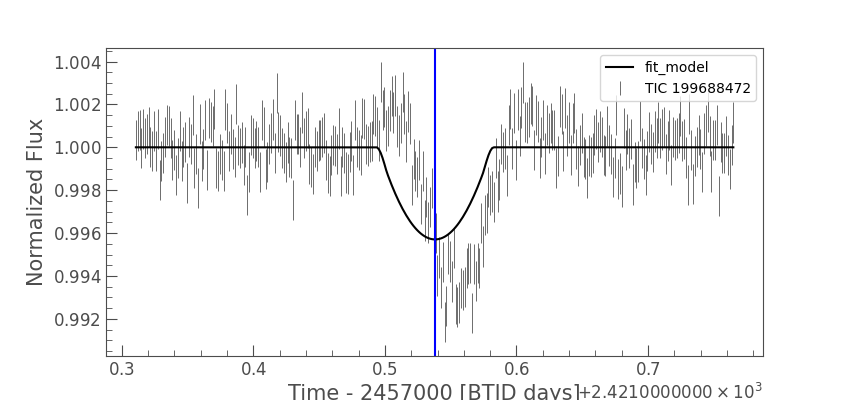 1.004
1.002
1.000
0.998
0.996
0.994
0.992
Normalized Flux
fit_model
TIC 199688472
0.3 0.4 0.5 0.6 0.7
Time - 2457000 [BTJD days]
+2.4210000000 × 10³